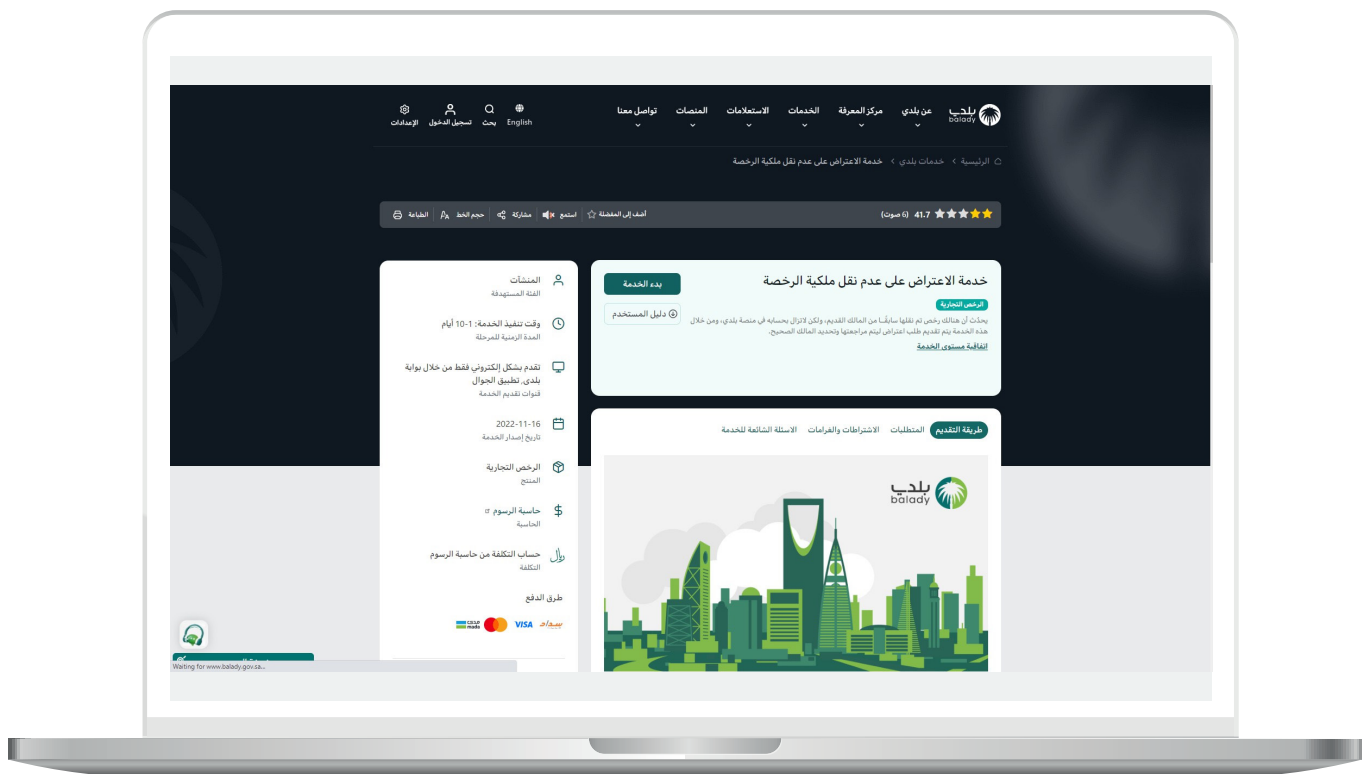 بلدي
balady
عن بلدي
مركز المعرفة
الخدمات
الاستعلامات
المنصات
تواصل معنا
English
بحث
تسجيل الدخول
الإعدادات
الرئيسية > خدمات بلدي > خدمة الاعتراض على عدم نقل ملكية الرخصة
41.7 (6 صوت)
أضف إلى المفضلة
استمع
مشاركة
حجم الخط
الطباعة
خدمة الاعتراض على عدم نقل ملكية الرخصة
بدء الخدمة
الرخص التجارية
دليل المستخدم
يحدث أن هنالك رخص تم نقلها سابقًا من المالك القديم، ولكن لاتزال بحسابه في منصة بلدي، ومن خلال
هذه الخدمة يتم تقديم طلب اعتراض ليتم مراجعتها وتحديد المالك الصحيح.
اتفاقية مستوى الخدمة
المنشآت
الفئة المستهدفة
وقت تنفيذ الخدمة: 1-10 أيام
المدة الزمنية للمرحلة
تقدم بشكل إلكتروني فقط من خلال بوابة
بلدي, تطبيق الجوال
قنوات تقديم الخدمة
2022-11-16
تاريخ إصدار الخدمة
الرخص التجارية
المنتج
حاسبة الرسوم
الحاسبة
حساب التكلفة من حاسبة الرسوم
التكلفة
طرق الدفع
سداد
VISA
مدى
mada
طريقة التقديم
المتطلبات
الاشتراطات والغرامات
الاسئلة الشائعة للخدمة
بلدي
balady
Waiting for www.balady.gov.sa...